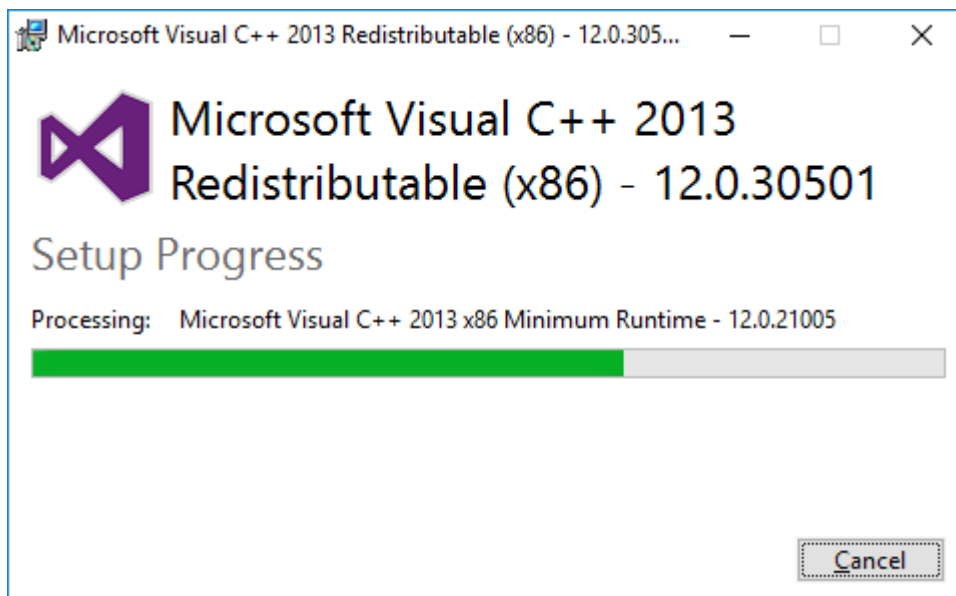 Microsoft Visual C++ 2013 Redistributable (x86) - 12.0.305...
Microsoft Visual C++ 2013
Redistributable (x86) - 12.0.30501
Setup Progress
Processing: Microsoft Visual C++ 2013 x86 Minimum Runtime - 12.0.21005
Cancel